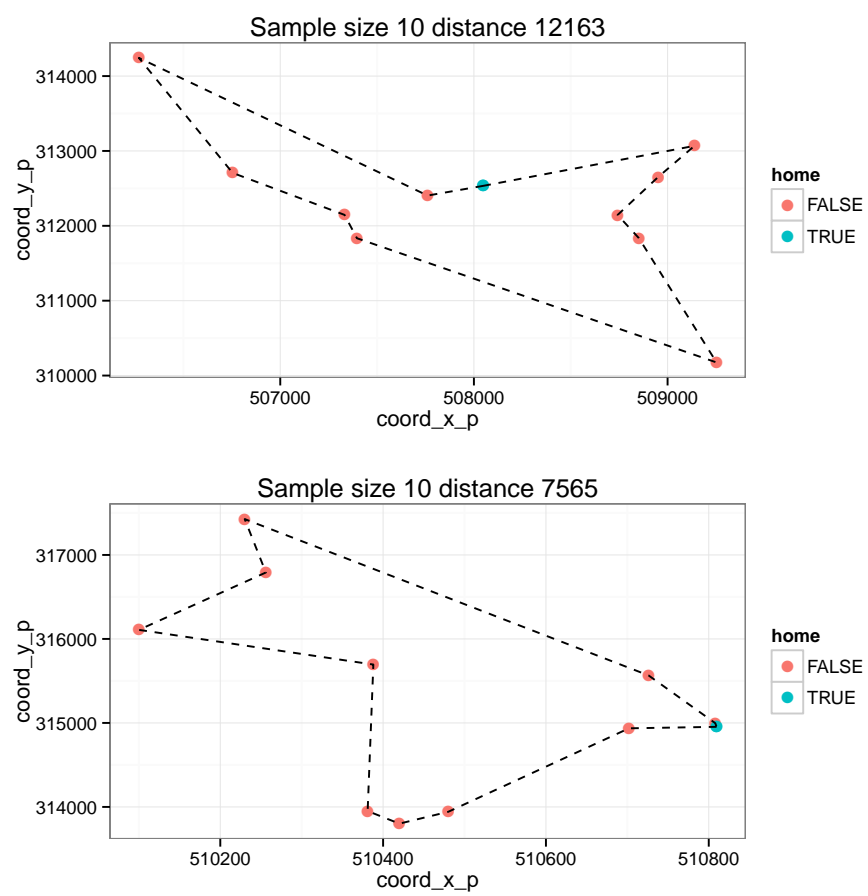 Sample size 10 distance 12163
314000
313000
312000
311000
310000
coord_y_p
507000 508000 509000
coord_x_p
home
FALSE
TRUE
Sample size 10 distance 7565
317000
316000
315000
314000
coord_y_p
510200 510400 510600 510800
coord_x_p
home
FALSE
TRUE